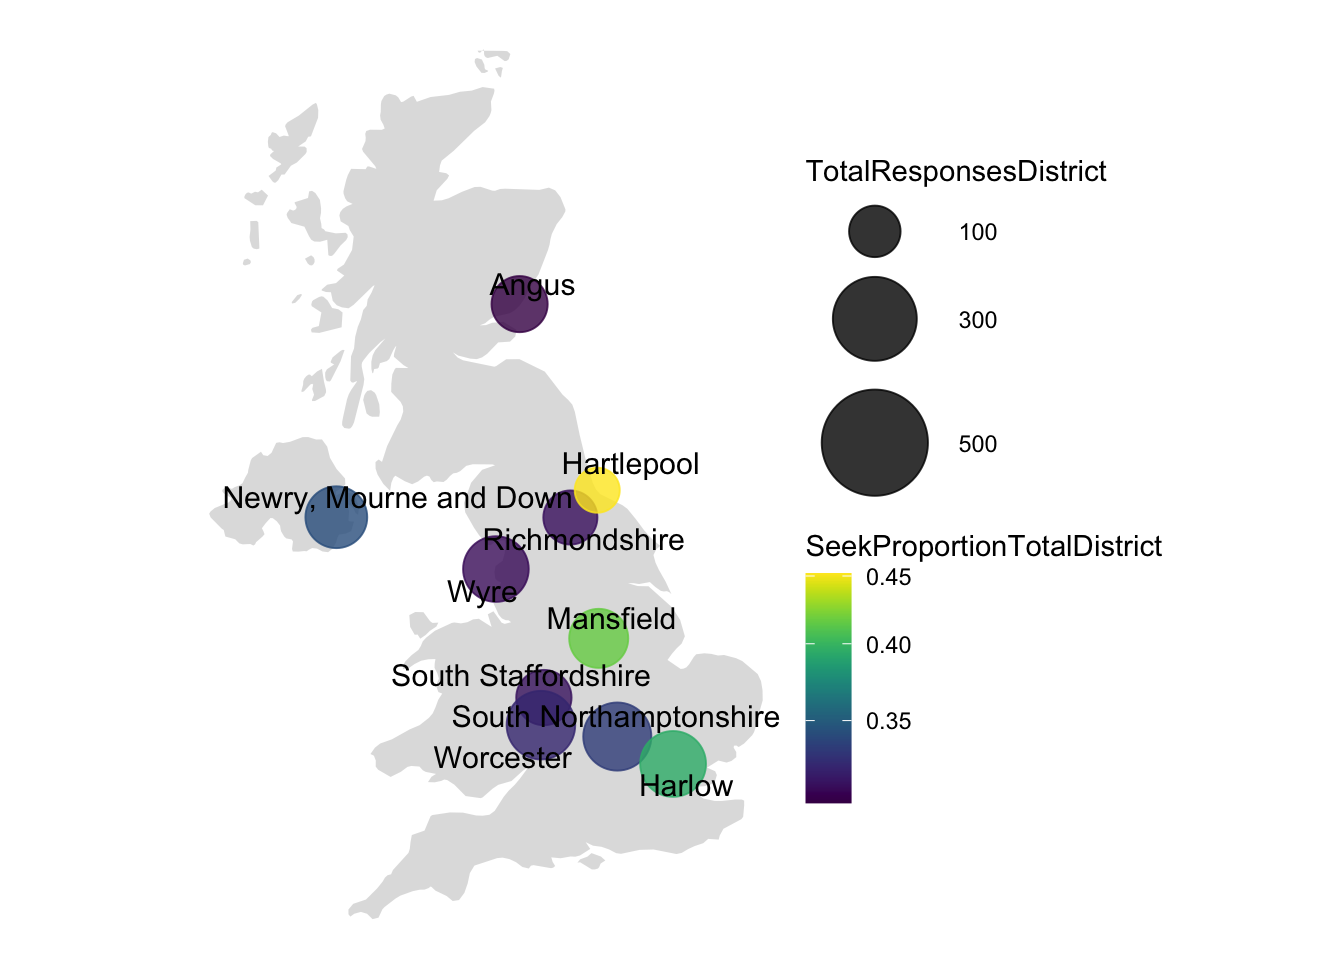 Angus
Hartlepool
Newry, Mourne and Down
Richmondshire
Wyre
Mansfield
South Staffordshire
South Northamptonshire
Worcester
Harlow
TotalResponsesDistrict
100
300
500
SeekProportionTotalDistrict
0.45
0.40
0.35